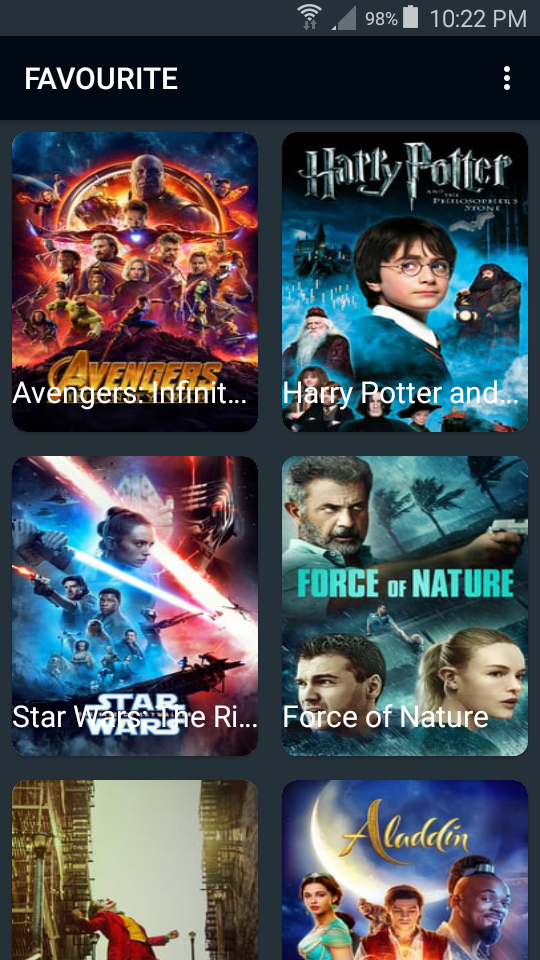 98% 10:22 PM
FAVOURITE
AVENGERS
Avengers: Infinit...
Harry Potter
AND THE
PHILOSOPHER'S
STONE
Harry Potter and...
STAR
WARS
Star Wars: The Ri...
FORCE OF NATURE
Force of Nature
Aladdin